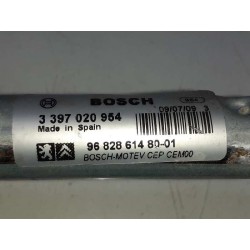 BOSCH
09/07/09 3
3 397 020 954
Made in Spain
96 828 614 80-01
BOSCH-MOTEV CEP CEM00